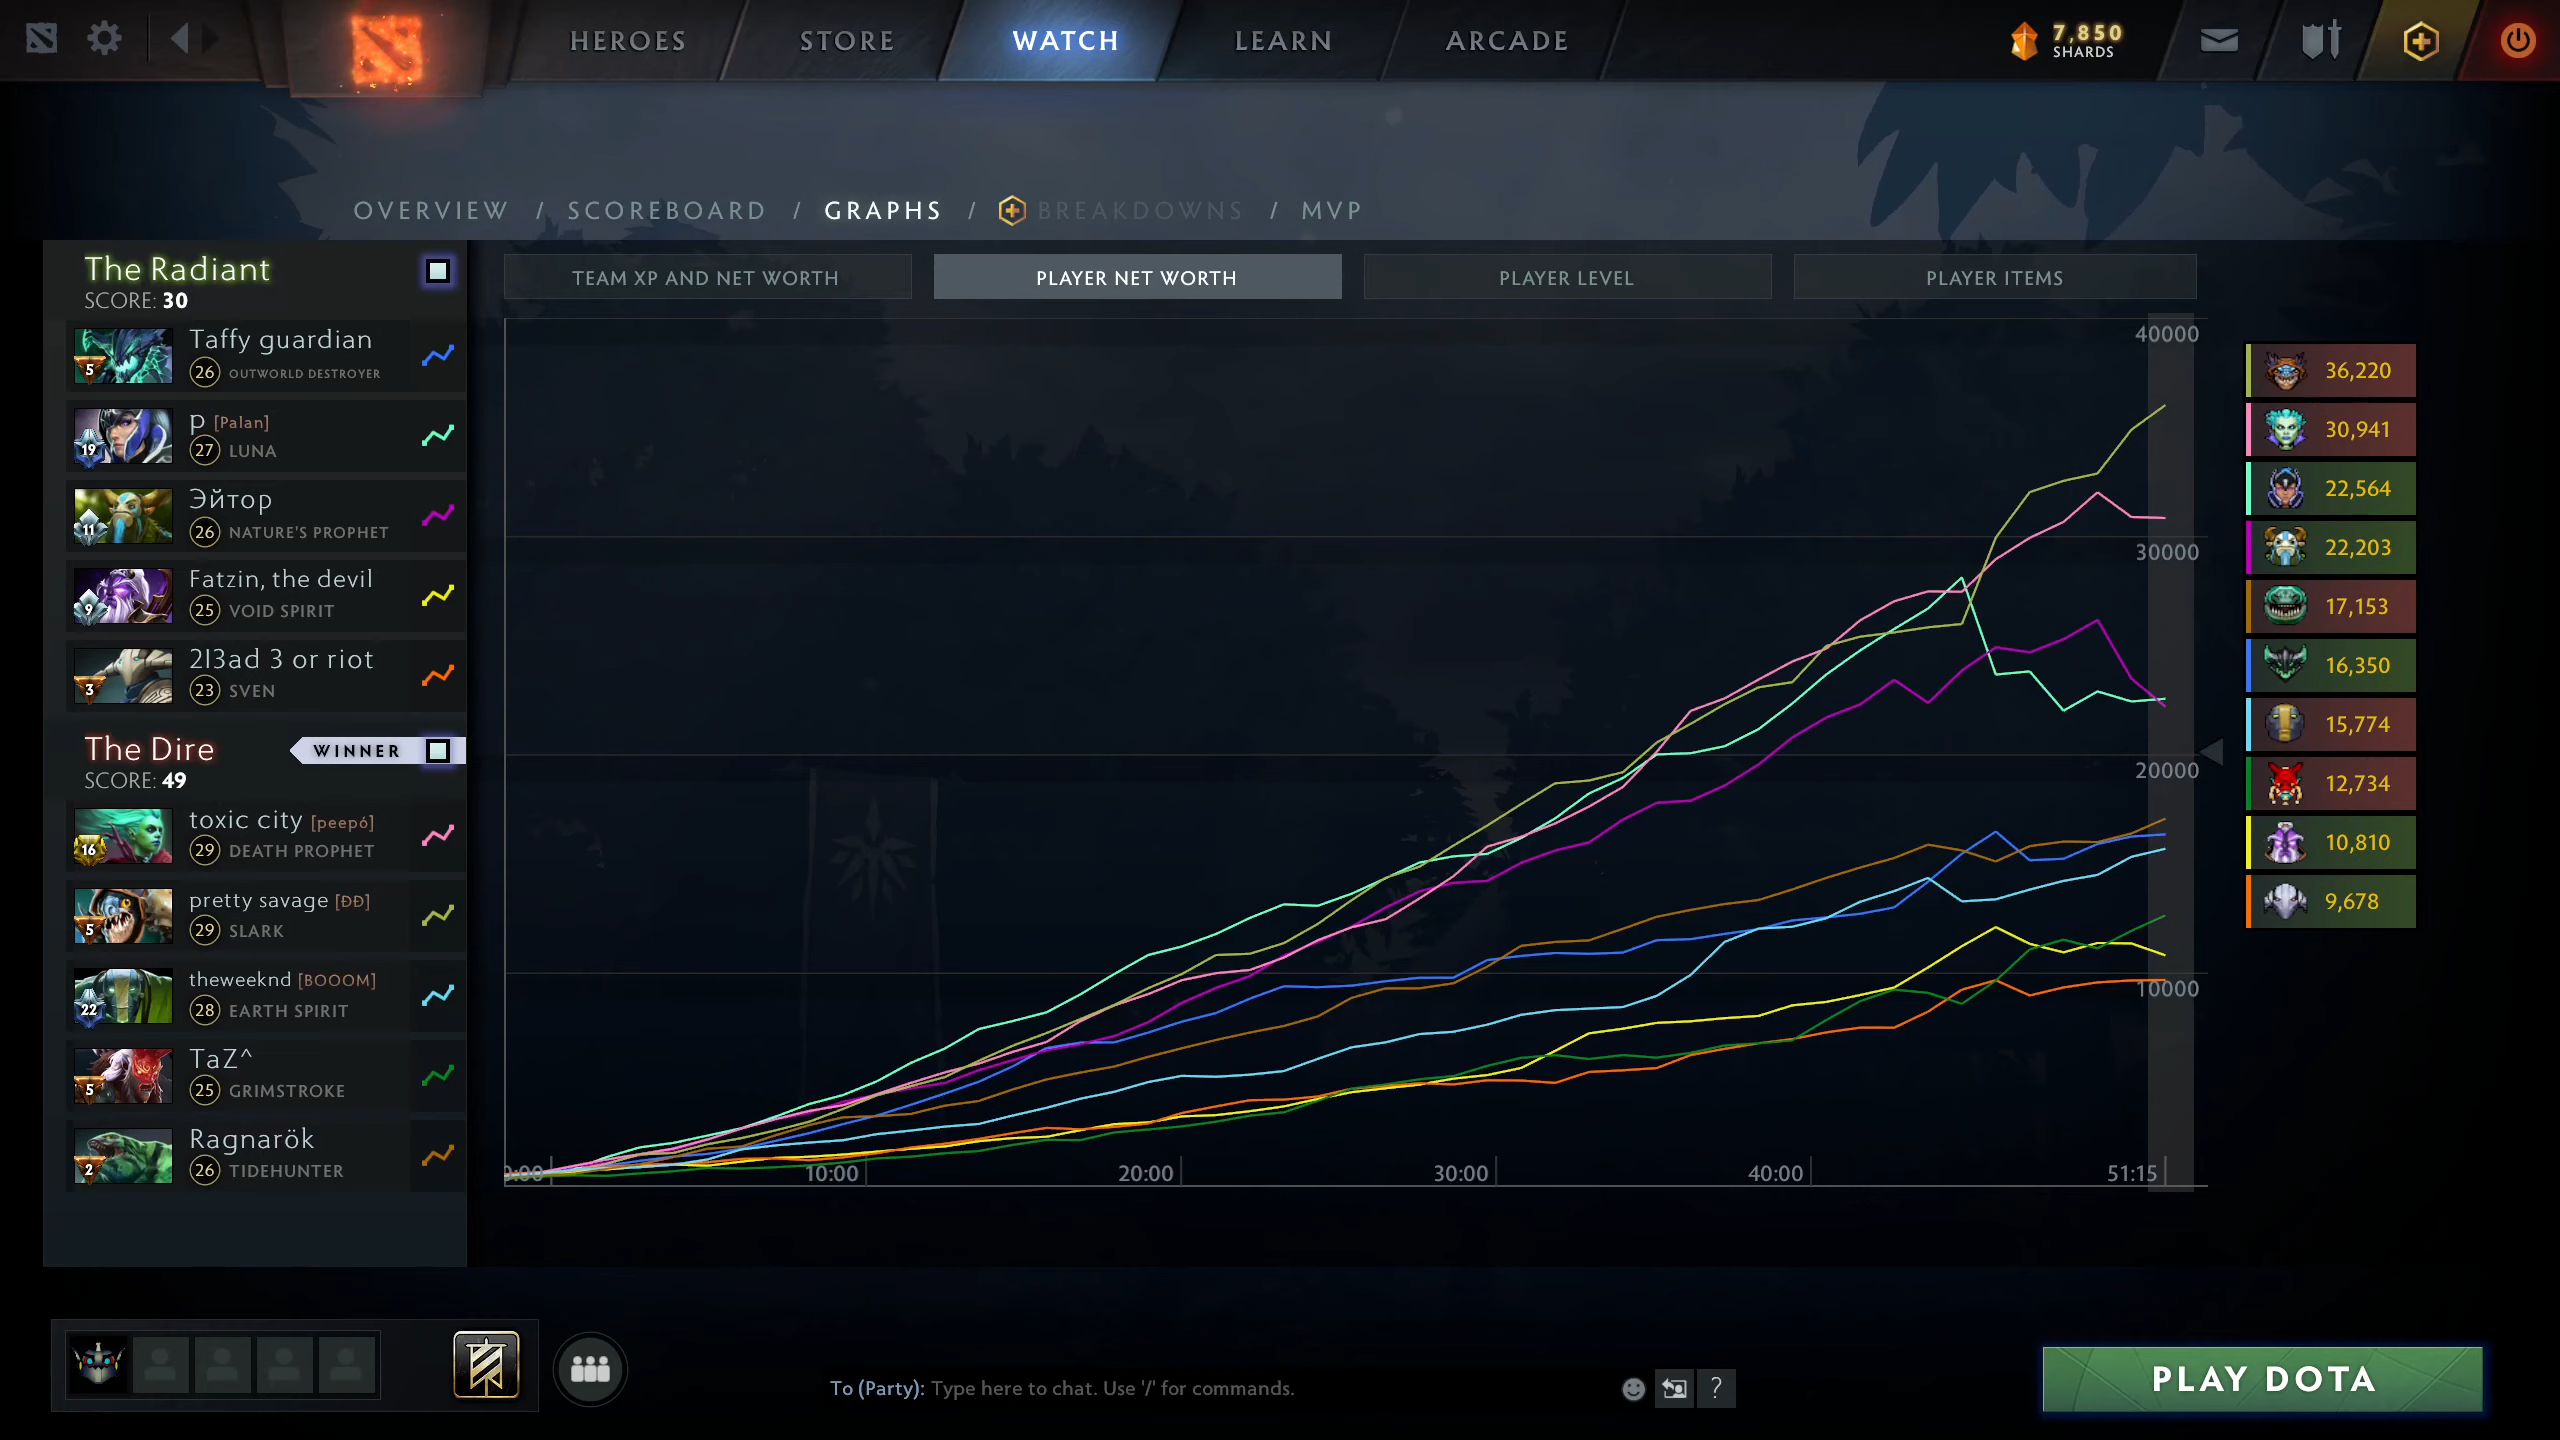 HEROES
STORE
WATCH
LEARN
ARCADE
7,850
SHARDS
OVERVIEW / SCOREBOARD / GRAPHS / BREAKDOWNS / MVP
The Radiant
SCORE: 30
5
Taffy guardian
26 OUTWORLD DESTROYER
19
p [Palan]
27 LUNA
11
Эйтор
26 NATURE'S PROPHET
9
Fatzin, the devil
25 VOID SPIRIT
3
2I3ad 3 or riot
23 SVEN
The Dire
WINNER
SCORE: 49
16
toxic city [peepó]
29 DEATH PROPHET
5
pretty savage [ĐĐ]
29 SLARK
22
theweeknd [BOOOM]
28 EARTH SPIRIT
5
TaZ^
25 GRIMSTROKE
2
Ragnarök
26 TIDEHUNTER
TEAM XP AND NET WORTH
PLAYER NET WORTH
PLAYER LEVEL
PLAYER ITEMS
40000
30000
20000
10000
0:00
10:00
20:00
30:00
40:00
51:15
36,220
30,941
22,564
22,203
17,153
16,350
15,774
12,734
10,810
9,678
To (Party): Type here to chat. Use '/' for commands.
?
PLAY DOTA